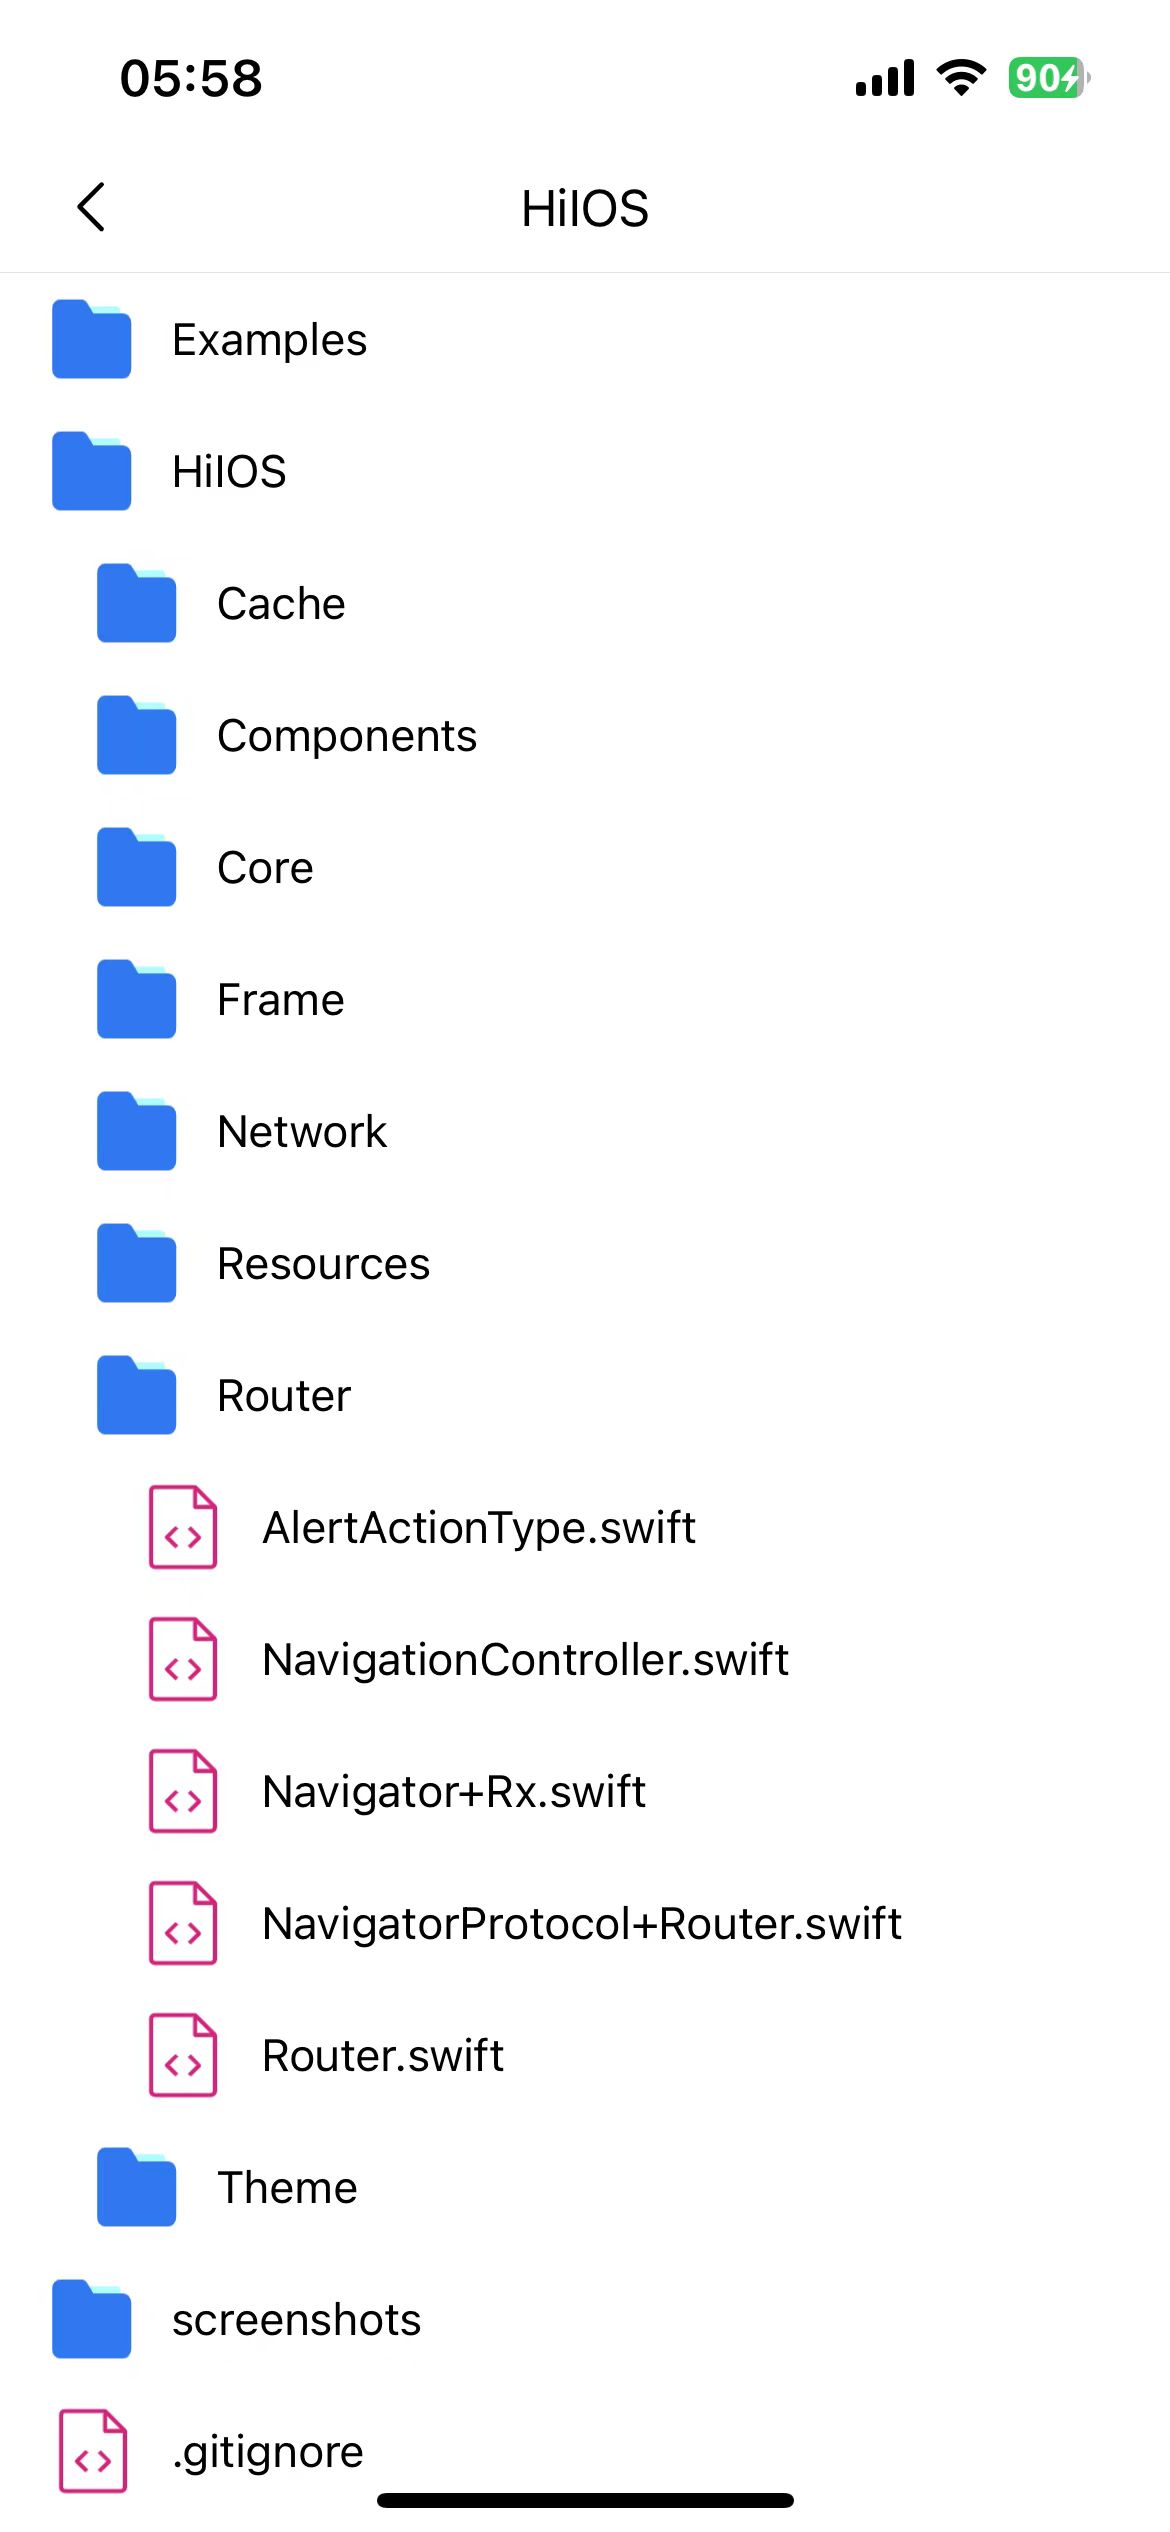 05:58
90
HiIOS
Examples
HiIOS
Cache
Components
Core
Frame
Network
Resources
Router
AlertActionType.swift
NavigationController.swift
Navigator+Rx.swift
NavigatorProtocol+Router.swift
Router.swift
Theme
screenshots
.gitignore